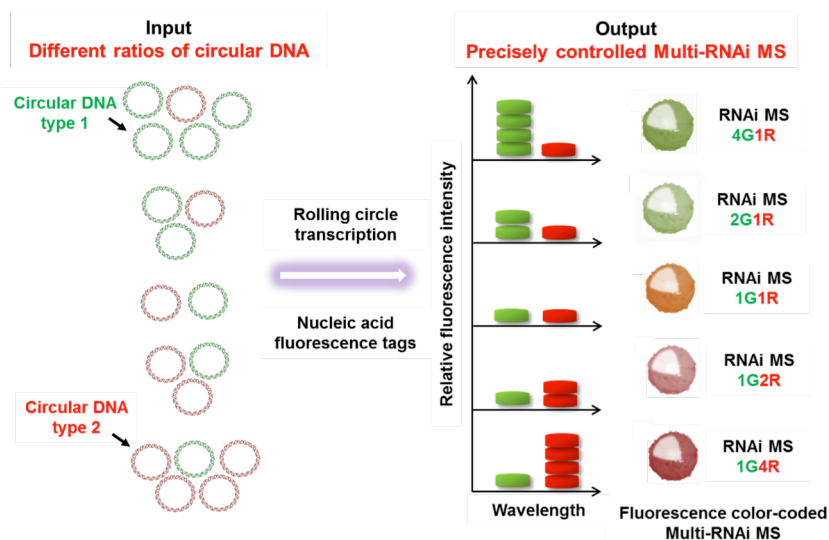 Input
Different ratios of circular DNA
Circular DNA
type 1
Circular DNA
type 2
Rolling circle
transcription
Nucleic acid
fluorescence tags
Output
Precisely controlled Multi-RNAi MS
Relative fluorescence intensity
RNAi MS
4G1R
RNAi MS
2G1R
RNAi MS
1G1R
RNAi MS
1G2R
RNAi MS
1G4R
Wavelength
Fluorescence color-coded
Multi-RNAi MS